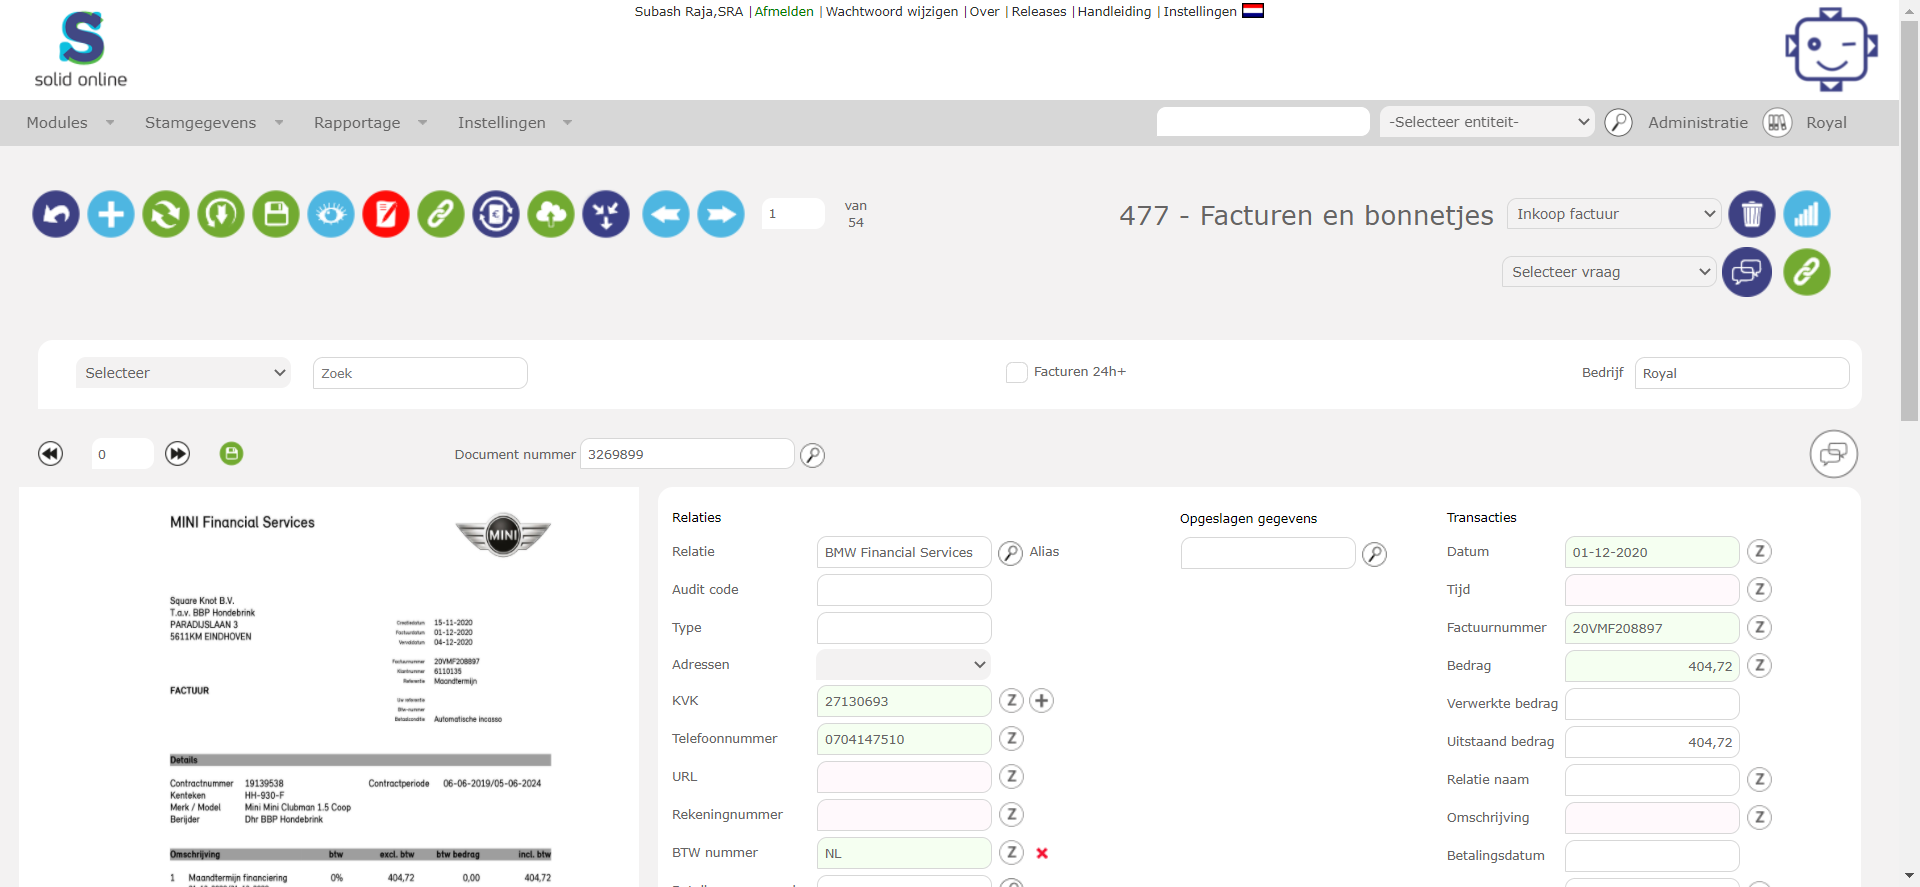 Subash Raja,SRA |Afmelden |Wachtwoord wijzigen |Over |Releases |Handleiding |Instellingen
S
solid online
Modules Stamgegevens Rapportage Instellingen -Selecteer entiteit- Administratie Royal
1 van 54
477 - Facturen en bonnetjes Inkoop factuur
Selecteer vraag
Selecteer Zoek Facturen 24h+ Bedrijf Royal
0 Document nummer 3269899
MINI Financial Services
MINI
Square Knot B.V.
T.a.v. BBP Hondebrink
PARADIJSLAAN 3
5611KM EINDHOVEN
Creatiedatum 15-11-2020
Factuurdatum 01-12-2020
Vervaldatum 04-12-2020
Factuurnummer 20VMF208897
Klantnummer 6110135
Referentie Maandtermijn
FACTUUR
Uw referentie
Btw-nummer
Betaalconditie Automatische incasso
Details
Contractnummer 19139538 Contractperiode 06-06-2019/05-06-2024
Kenteken HH-930-F
Merk / Model Mini Mini Clubman 1.5 Coop
Berijder Dhr BBP Hondebrink
Omschrijving btw excl. btw btw bedrag incl. btw
1 Maandtermijn financiering 0% 404,72 0,00 404,72
Relaties
Relatie BMW Financial Services Alias
Audit code
Type
Adressen
KVK 27130693 Z
Telefoonnummer 0704147510 Z
URL Z
Rekeningnummer Z
BTW nummer NL Z
Opgeslagen gegevens
Transacties
Datum 01-12-2020 Z
Tijd Z
Factuurnummer 20VMF208897 Z
Bedrag 404,72 Z
Verwerkte bedrag
Uitstaand bedrag 404,72
Relatie naam Z
Omschrijving Z
Betalingsdatum